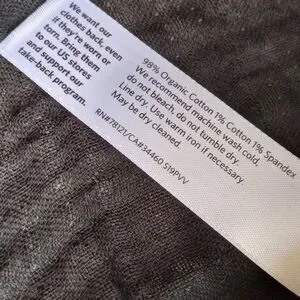 We want our
clothes back, even
if they're worn or
torn. Bring them
to our US stores
and support our
take-back program.
98% Organic Cotton 1% Cotton 1% Spandex
We recommend machine wash cold,
do not bleach, do not tumble dry.
Line dry. Use warm iron if necessary.
May be dry cleaned.
RN#78121/CA#34460 S19PVV